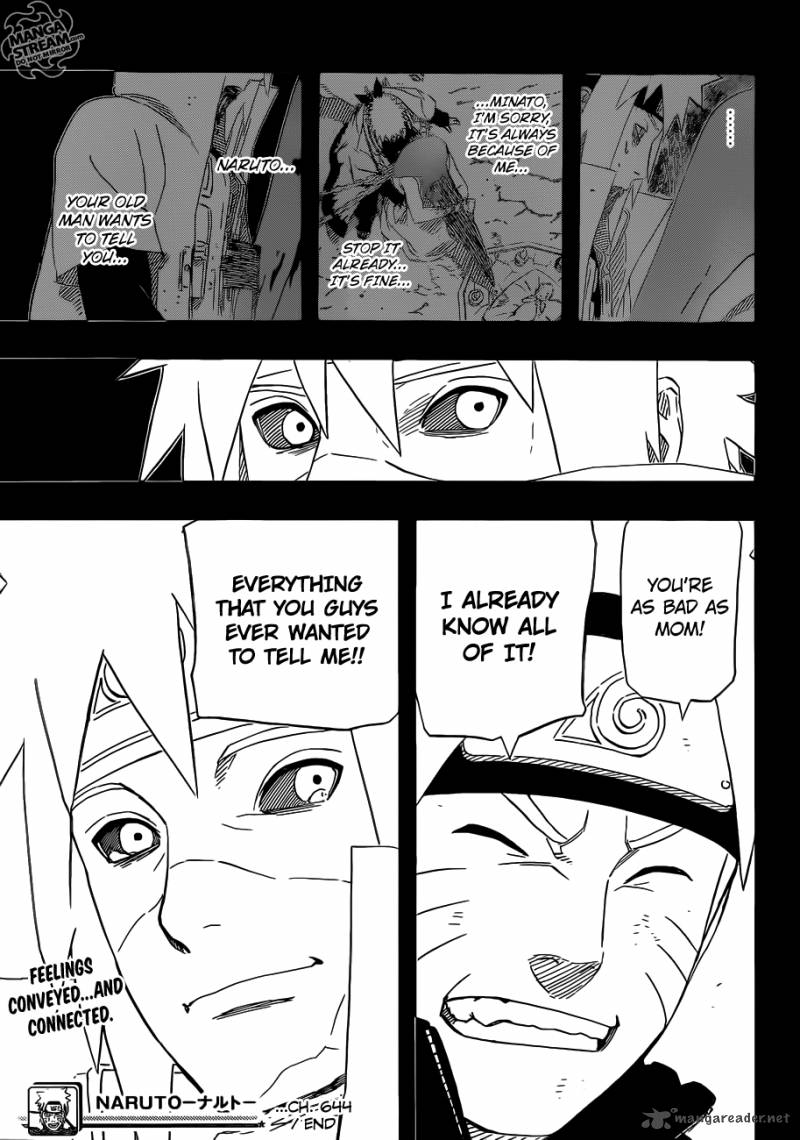 MANGA
STREAM
DO NOT MIRROR
......
...MINATO,
I'M SORRY,
IT'S ALWAYS
BECAUSE OF
ME...
STOP IT
ALREADY...
IT'S FINE...
NARUTO...
YOUR OLD
MAN WANTS
TO TELL
YOU...
YOU'RE
AS BAD AS
MOM!
I ALREADY
KNOW ALL
OF IT!
EVERYTHING
THAT YOU GUYS
EVER WANTED
TO TELL ME!!
FEELINGS
CONVEYED...AND
CONNECTED.
NARUTO-ナルト-
...CH. 644
/ END
mangareader.net